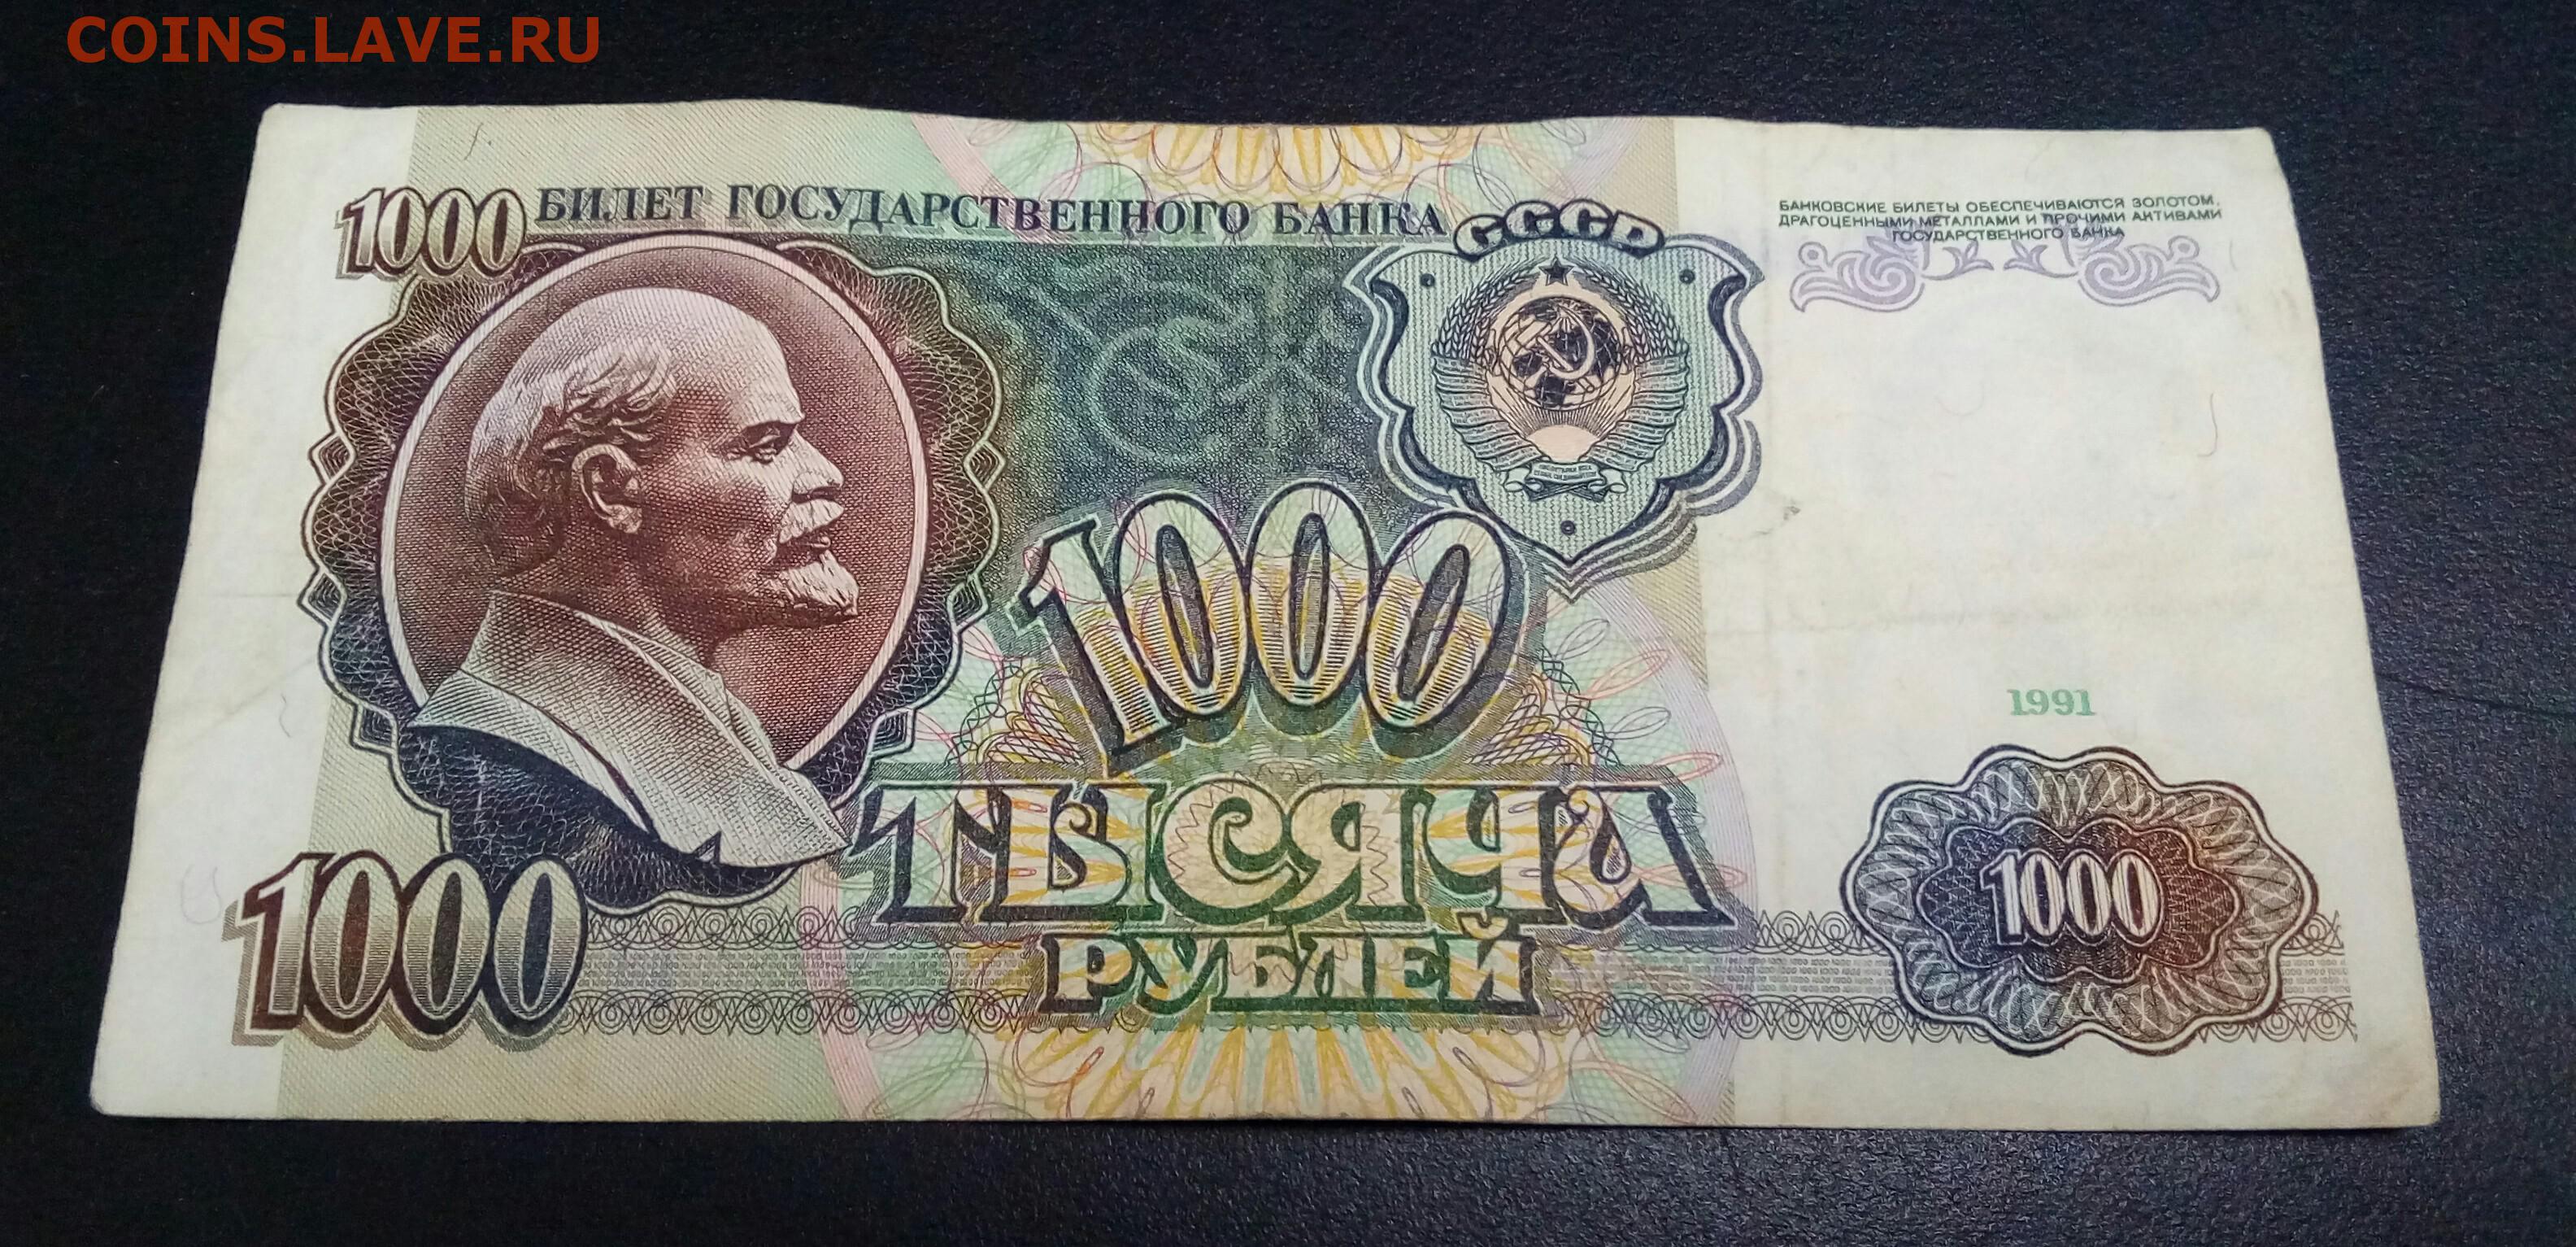 COINS.LAVE.RU
1000 БИЛЕТ ГОСУДАРСТВЕННОГО БАНКА СССР
БАНКОВСКИЕ БИЛЕТЫ ОБЕСПЕЧИВАЮТСЯ ЗОЛОТОМ,
ДРАГОЦЕННЫМИ МЕТАЛЛАМИ И ПРОЧИМИ АКТИВАМИ
ГОСУДАРСТВЕННОГО БАНКА
1000
1991
ТЫСЯЧА
1000
1000
РУБЛЕЙ